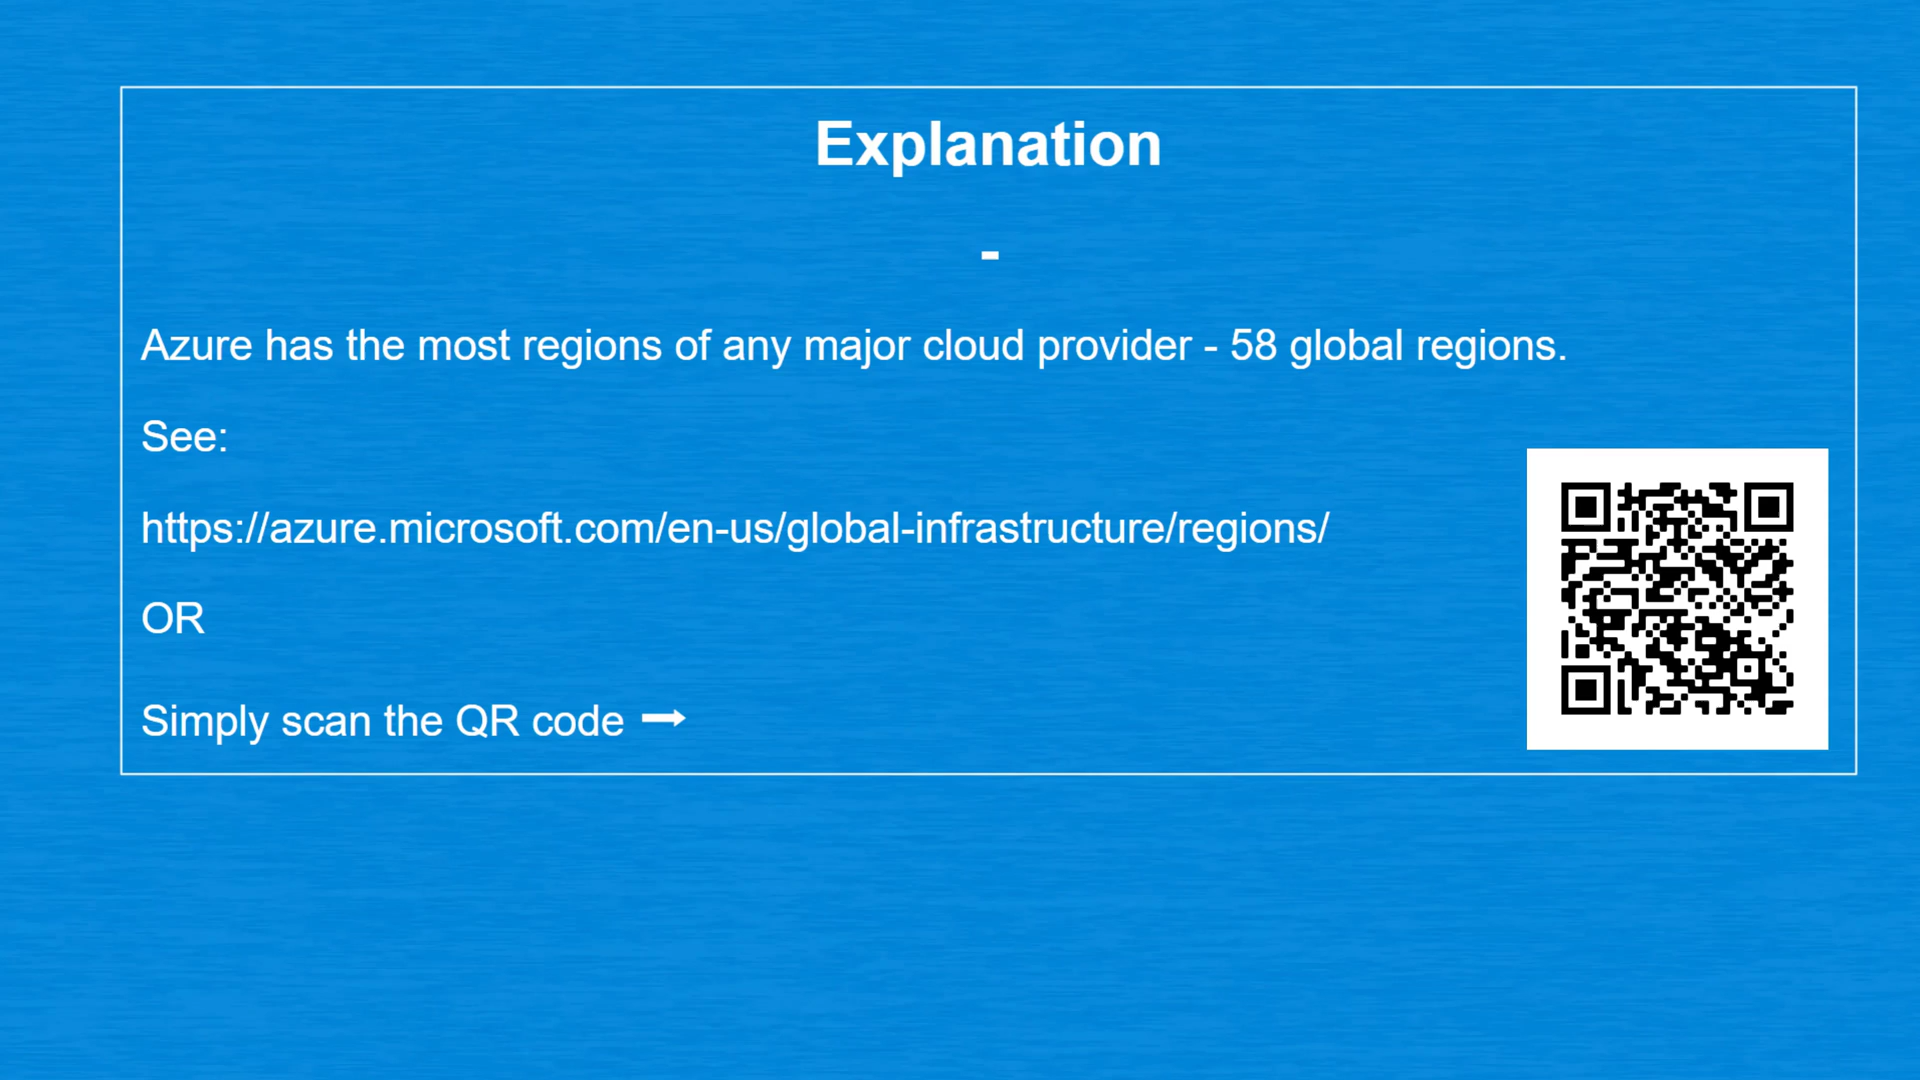 Explanation
-
Azure has the most regions of any major cloud provider - 58 global regions.
See:
https://azure.microsoft.com/en-us/global-infrastructure/regions/
OR
Simply scan the QR code ➞